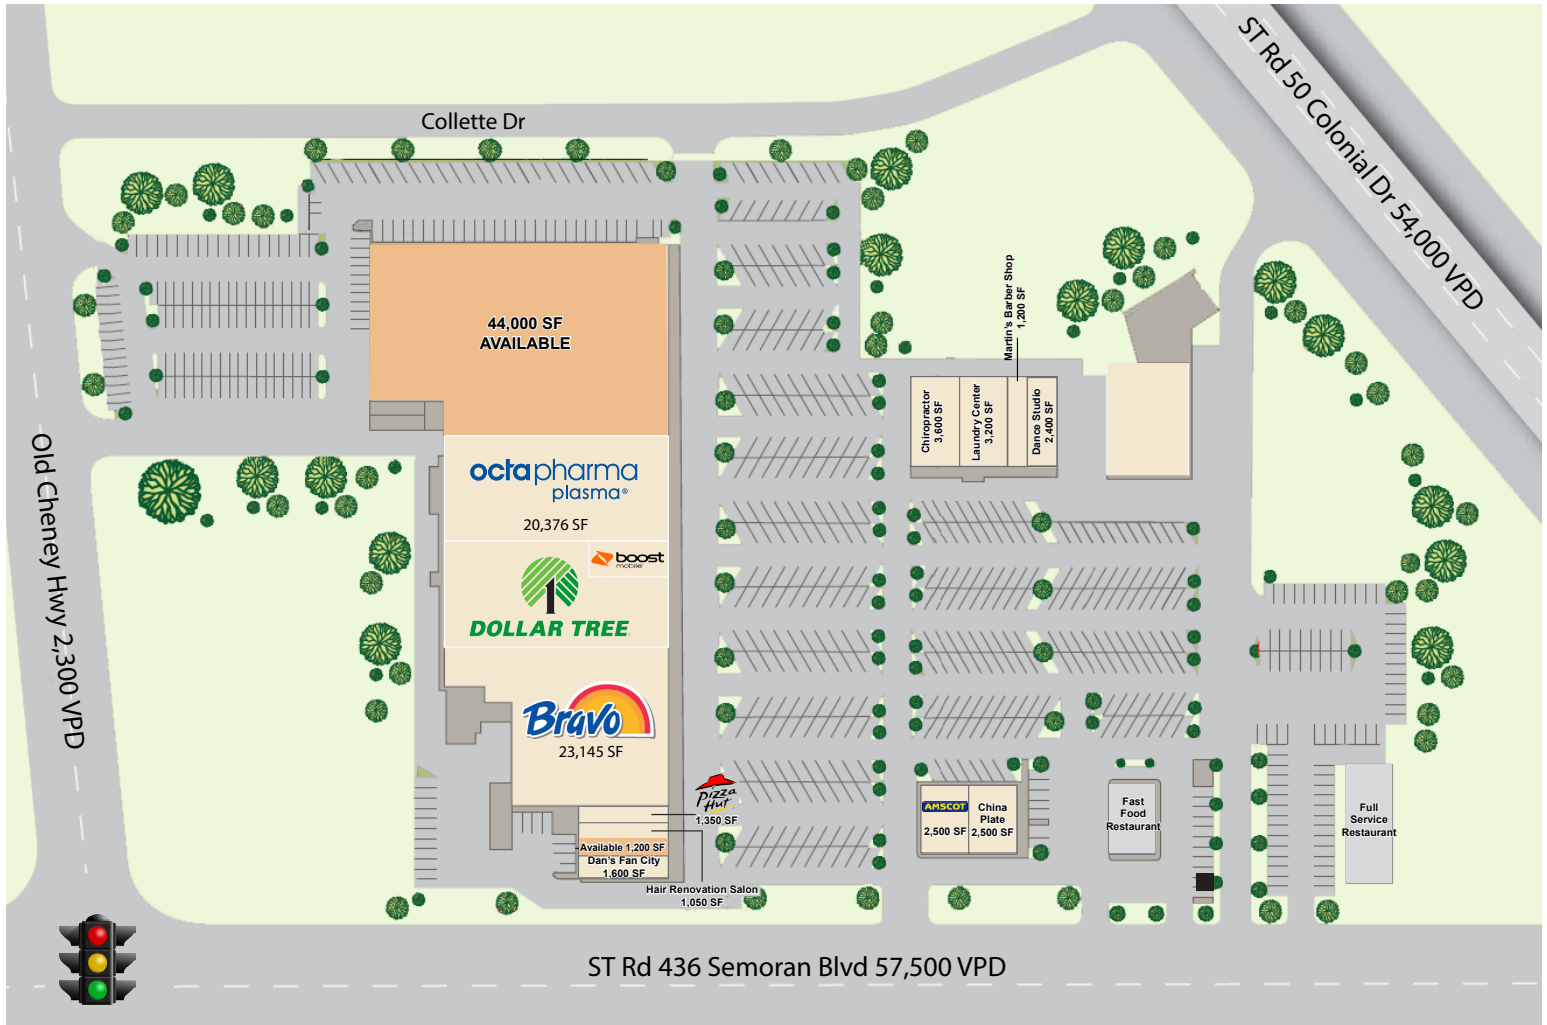 ST Rd 50 Colonial Dr 54,000 VPD
Collette Dr
Old Cheney Hwy 2,300 VPD
44,000 SF
AVAILABLE
octapharma
plasma®
20,376 SF
boost
mobile
DOLLAR TREE
Bravo
23,145 SF
Pizza
Hut
1,350 SF
Available 1,200 SF
Dan's Fan City
1,600 SF
Hair Renovation Salon
1,050 SF
Chiropractor
3,600 SF
Laundry Center
3,200 SF
Martin's Barber Shop
1,200 SF
Dance Studio
2,400 SF
AMSCOT
2,500 SF
China
Plate
2,500 SF
Fast
Food
Restaurant
Full
Service
Restaurant
ST Rd 436 Semoran Blvd 57,500 VPD